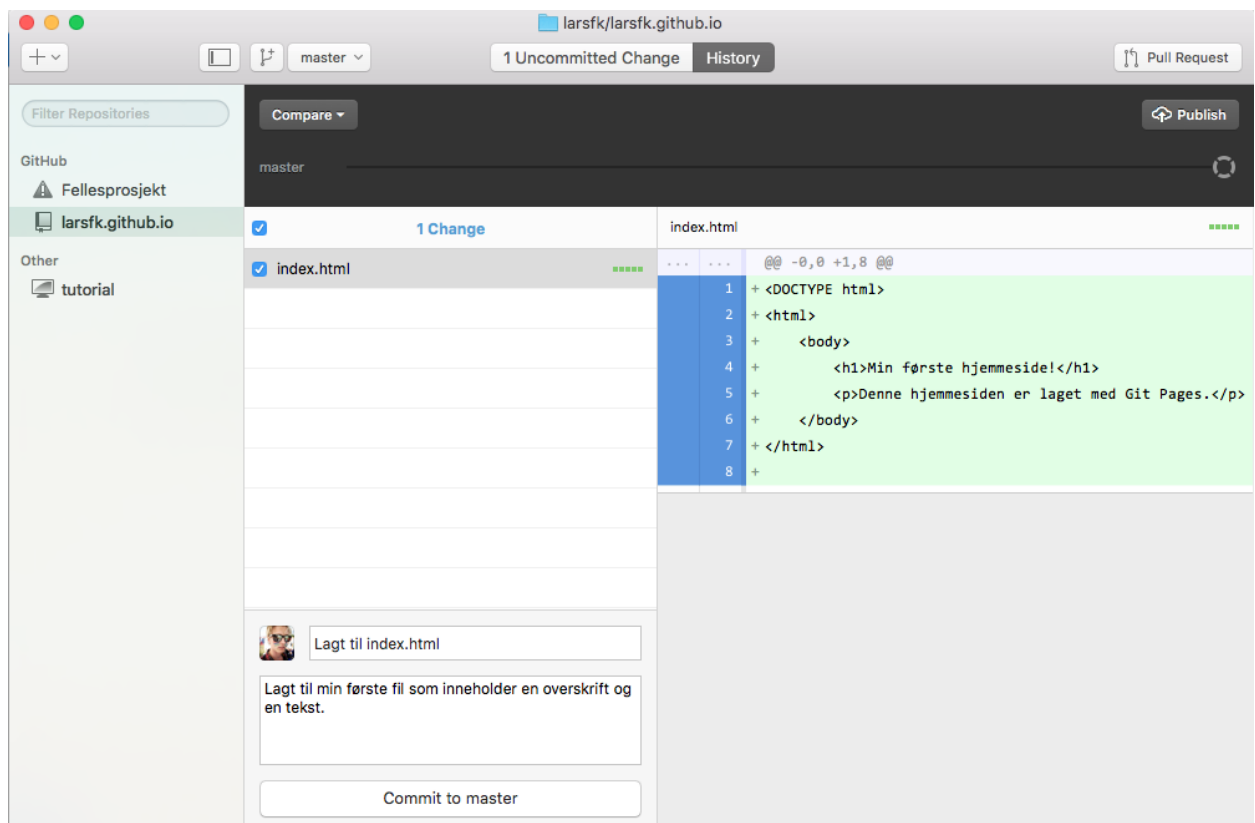 larsfk/larsfk.github.io
master
1 Uncommitted Change
History
Pull Request
Filter Repositories
GitHub
Fellesprosjekt
larsfk.github.io
Other
tutorial
Compare
Publish
master
1 Change
index.html
index.html
... ... @@ -0,0 +1,8 @@
1 + <DOCTYPE html>
2 + <html>
3 +     <body>
4 +         <h1>Min første hjemmeside!</h1>
5 +         <p>Denne hjemmesiden er laget med Git Pages.</p>
6 +     </body>
7 + </html>
8 +
Lagt til index.html
Lagt til min første fil som inneholder en overskrift og
en tekst.
Commit to master